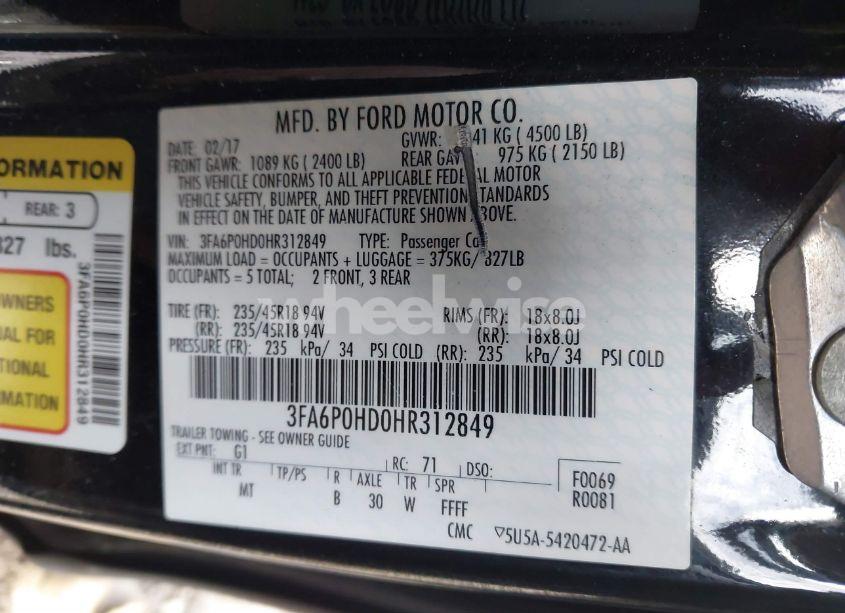 MFD. BY FORD MOTOR CO.
DATE: 02/17 GVWR: 41 KG ( 4500 LB)
FRONT GAWR: 1089 KG ( 2400 LB) REAR 975 KG ( 2150 LB)
THIS VEHICLE CONFORMS TO ALL APPLICABLE FEDERAL MOTOR
VEHICLE SAFETY, BUMPER, AND THEFT PREVENTION STANDARDS
IN EFFECT ON THE DATE OF MANUFACTURE SHOWN ABOVE.
VIN: 3FA6P0HD0HR312849 TYPE: Passenger Ca
MAXIMUM LOAD = OCCUPANTS + LUGGAGE = 375KG/ 827LB
OCCUPANTS = 5 TOTAL; 2 FRONT, 3 REAR
TIRE (FR): 235/45R18 94V RIMS (FR): 18x8.0J
(RR): 235/45R18 94V (RR): 18x8.0J
PRESSURE (FR): 235 kPa/ 34 PSI COLD (RR): 235 kPa/ 34 PSI COLD
3FA6P0HD0HR312849
TRAILER TOWING - SEE OWNER GUIDE
EXT PNT: G1 RC: 71 DSO:
INT TR TP/PS R AXLE TR SPR F0069
MT B 30 W FFFF R0081
CMC ▽5U5A-5420472-AA
ORMATION
REAR: 3
327 lbs.
OWNERS
UAL FOR
TIONAL
RMATION
3FA6P0HD0HR312849
wheelwise